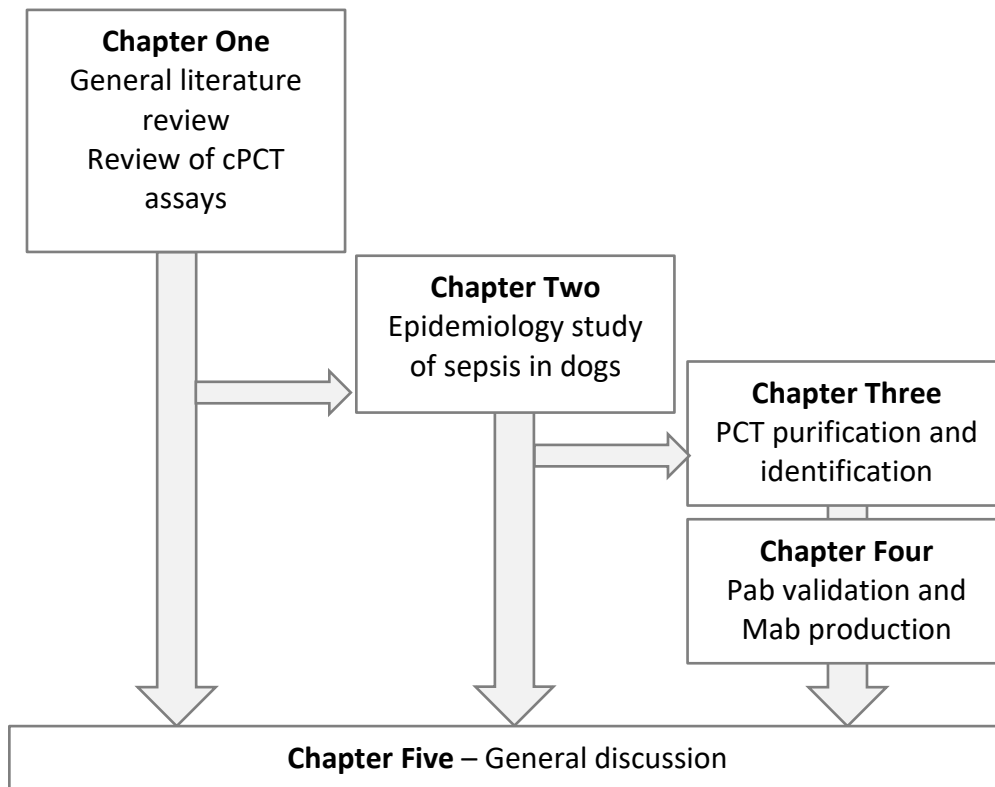 Chapter One
General literature
review
Review of cPCT
assays
Chapter Two
Epidemiology study
of sepsis in dogs
Chapter Three
PCT purification and
identification
Chapter Four
Pab validation and
Mab production
Chapter Five – General discussion